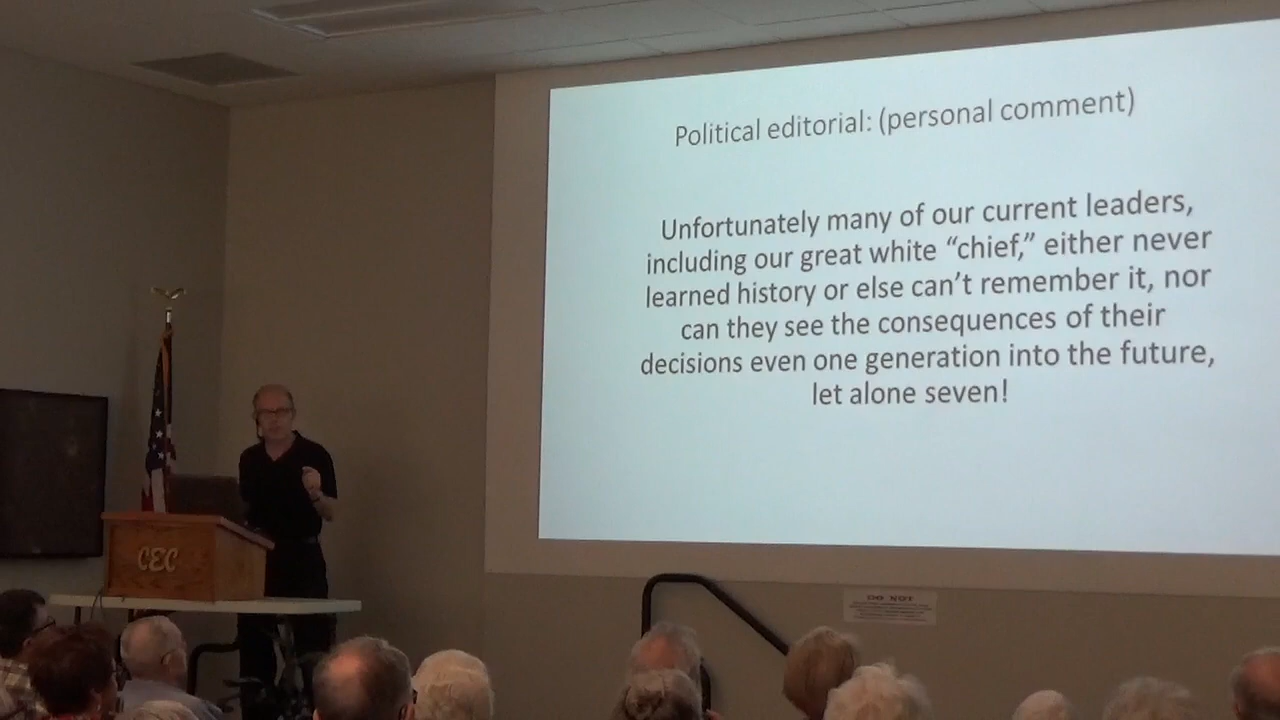 Political editorial: (personal comment)
Unfortunately many of our current leaders,
including our great white “chief,” either never
learned history or else can’t remember it, nor
can they see the consequences of their
decisions even one generation into the future,
let alone seven!
CEC
DO NOT